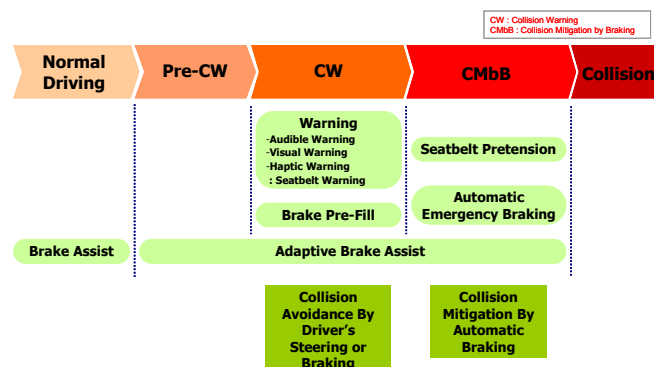 CW : Collision Warning
CMbB : Collision Mitigation by Braking
Normal
Driving
Pre-CW
CW
CMbB
Collision
Warning
-Audible Warning
-Visual Warning
-Haptic Warning
: Seatbelt Warning
Seatbelt Pretension
Brake Pre-Fill
Automatic
Emergency Braking
Brake Assist
Adaptive Brake Assist
Collision
Avoidance By
Driver's
Steering or
Braking
Collision
Mitigation By
Automatic
Braking